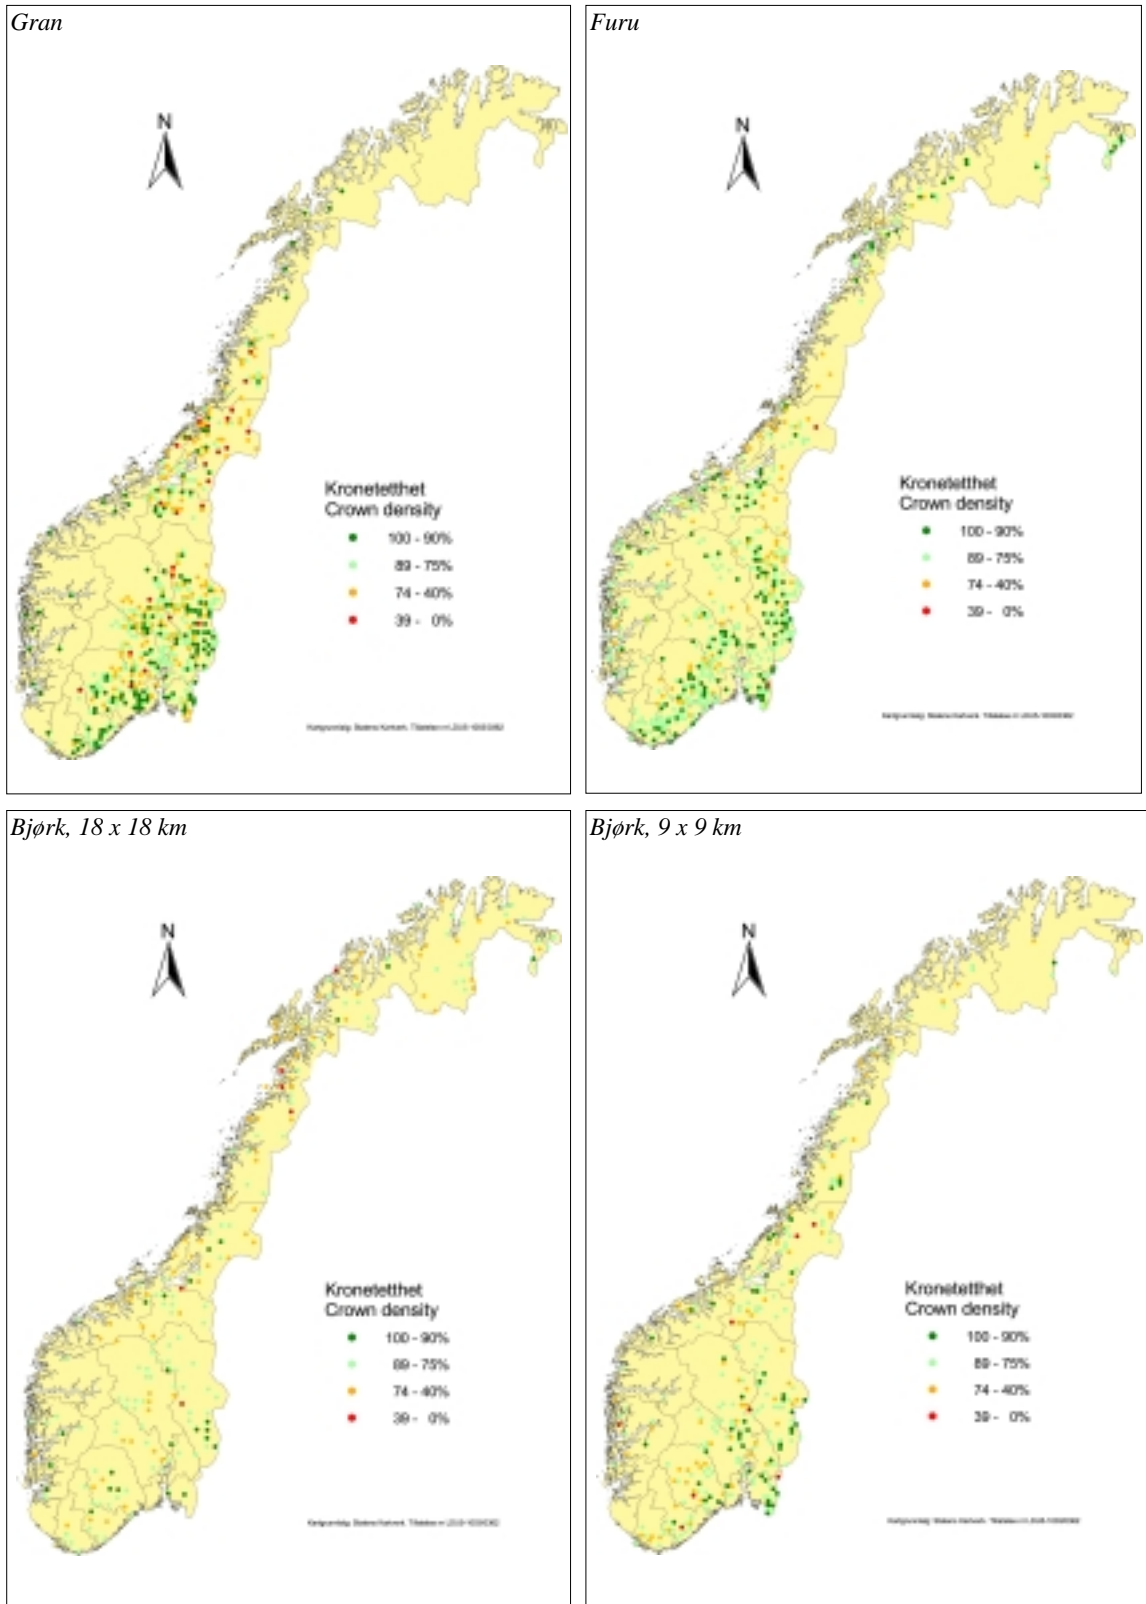 Gran
N
Kronetetthet
Crown density
100 - 90%
89 - 75%
74 - 40%
39 - 0%
Furu
N
Kronetetthet
Crown density
100 - 90%
89 - 75%
74 - 40%
39 - 0%
Bjørk, 18 x 18 km
N
Kronetetthet
Crown density
100 - 90%
89 - 75%
74 - 40%
39 - 0%
Bjørk, 9 x 9 km
N
Kronetetthet
Crown density
100 - 90%
89 - 75%
74 - 40%
39 - 0%